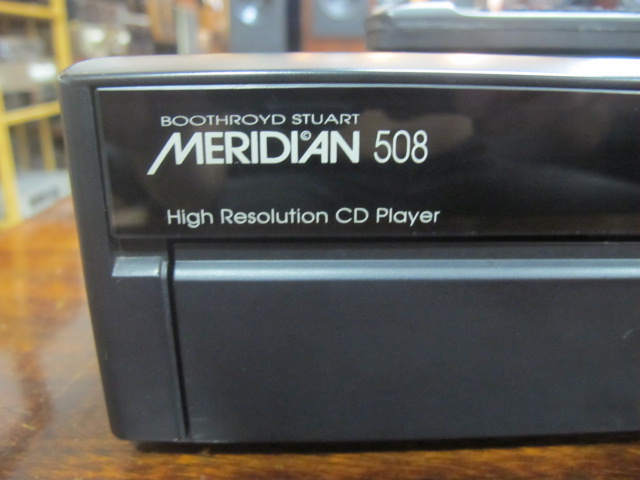 BOOTHROYD STUART
MERIDIAN© 508
High Resolution CD Player